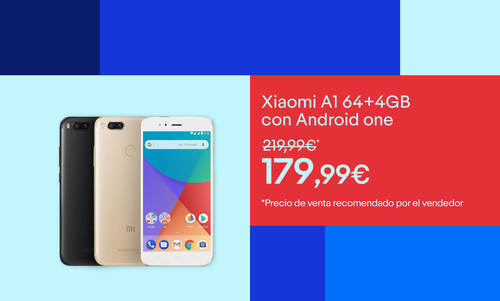 Xiaomi A1 64+4GB
con Android one
219,99€*
179,99€
*Precio de venta recomendado por el vendedor